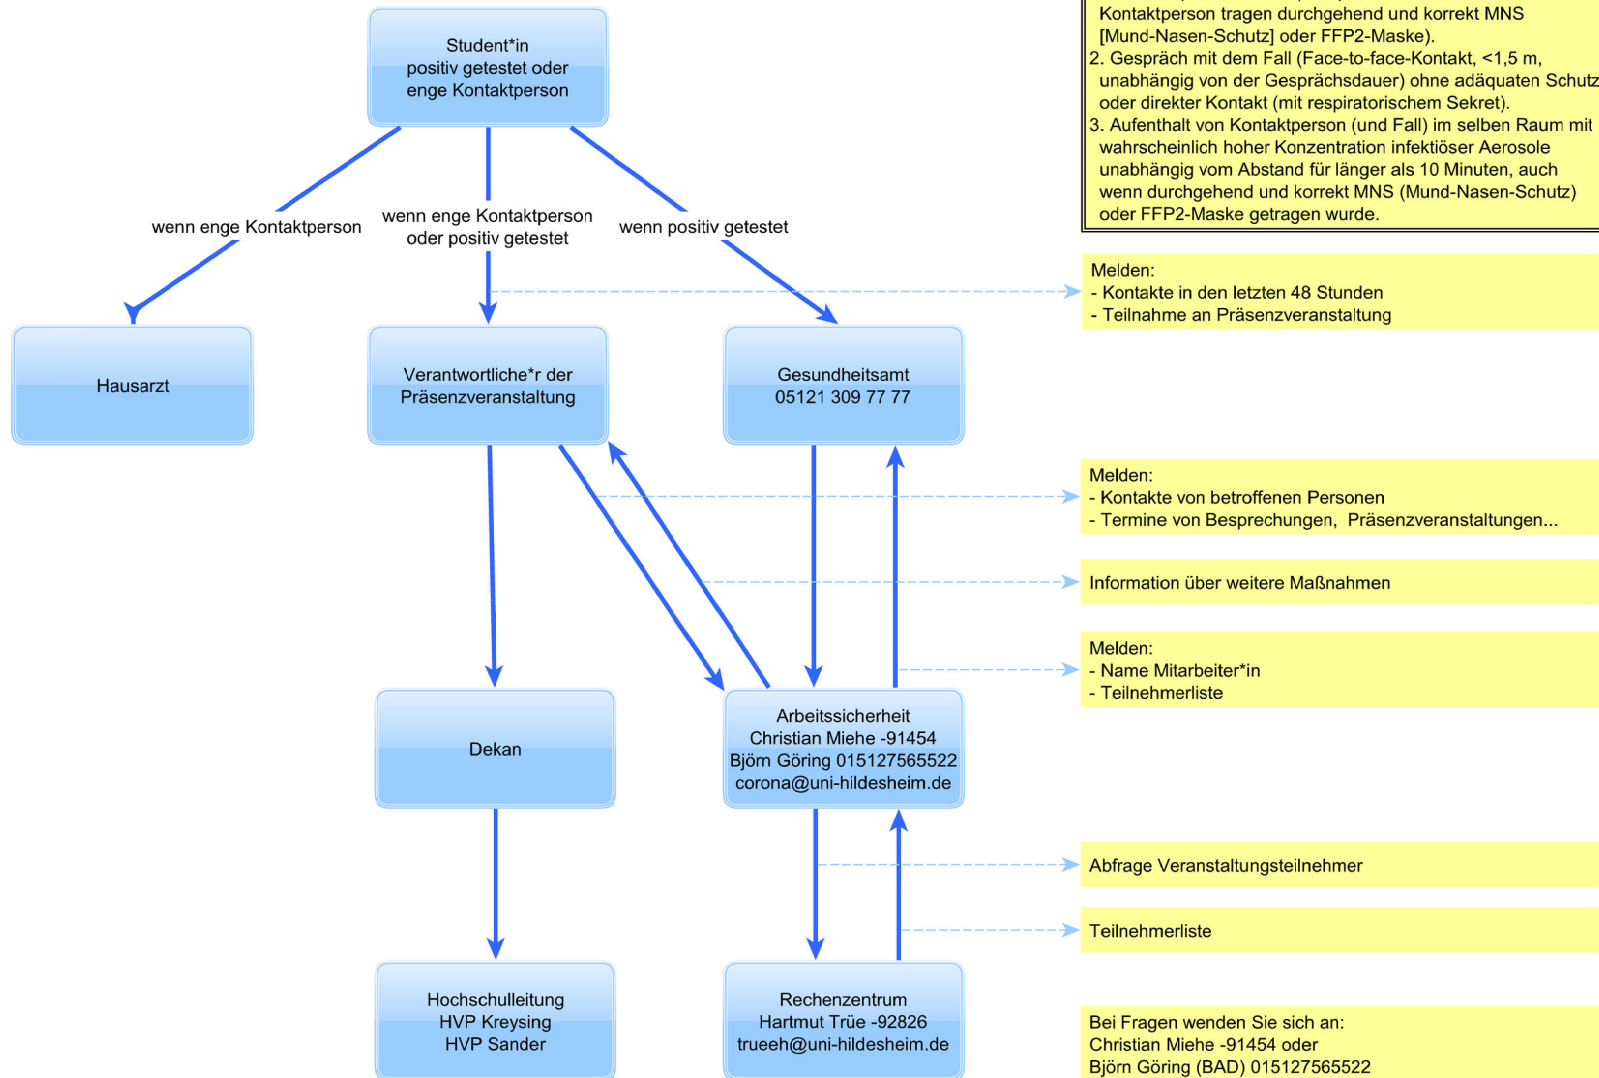 Kontaktperson tragen durchgehend und korrekt MNS
[Mund-Nasen-Schutz] oder FFP2-Maske).
2. Gespräch mit dem Fall (Face-to-face-Kontakt, <1,5 m,
unabhängig von der Gesprächsdauer) ohne adäquaten Schutz
oder direkter Kontakt (mit respiratorischem Sekret).
3. Aufenthalt von Kontaktperson (und Fall) im selben Raum mit
wahrscheinlich hoher Konzentration infektiöser Aerosole
unabhängig vom Abstand für länger als 10 Minuten, auch
wenn durchgehend und korrekt MNS (Mund-Nasen-Schutz)
oder FFP2-Maske getragen wurde.
Student*in
positiv getestet oder
enge Kontaktperson
wenn enge Kontaktperson
wenn enge Kontaktperson
oder positiv getestet
wenn positiv getestet
Melden:
- Kontakte in den letzten 48 Stunden
- Teilnahme an Präsenzveranstaltung
Hausarzt
Verantwortliche*r der
Präsenzveranstaltung
Gesundheitsamt
05121 309 77 77
Melden:
- Kontakte von betroffenen Personen
- Termine von Besprechungen, Präsenzveranstaltungen...
Information über weitere Maßnahmen
Melden:
- Name Mitarbeiter*in
- Teilnehmerliste
Dekan
Arbeitssicherheit
Christian Miehe -91454
Björn Göring 015127565522
corona@uni-hildesheim.de
Abfrage Veranstaltungsteilnehmer
Teilnehmerliste
Hochschulleitung
HVP Kreysing
HVP Sander
Rechenzentrum
Hartmut Trüe -92826
trueeh@uni-hildesheim.de
Bei Fragen wenden Sie sich an:
Christian Miehe -91454 oder
Björn Göring (BAD) 015127565522